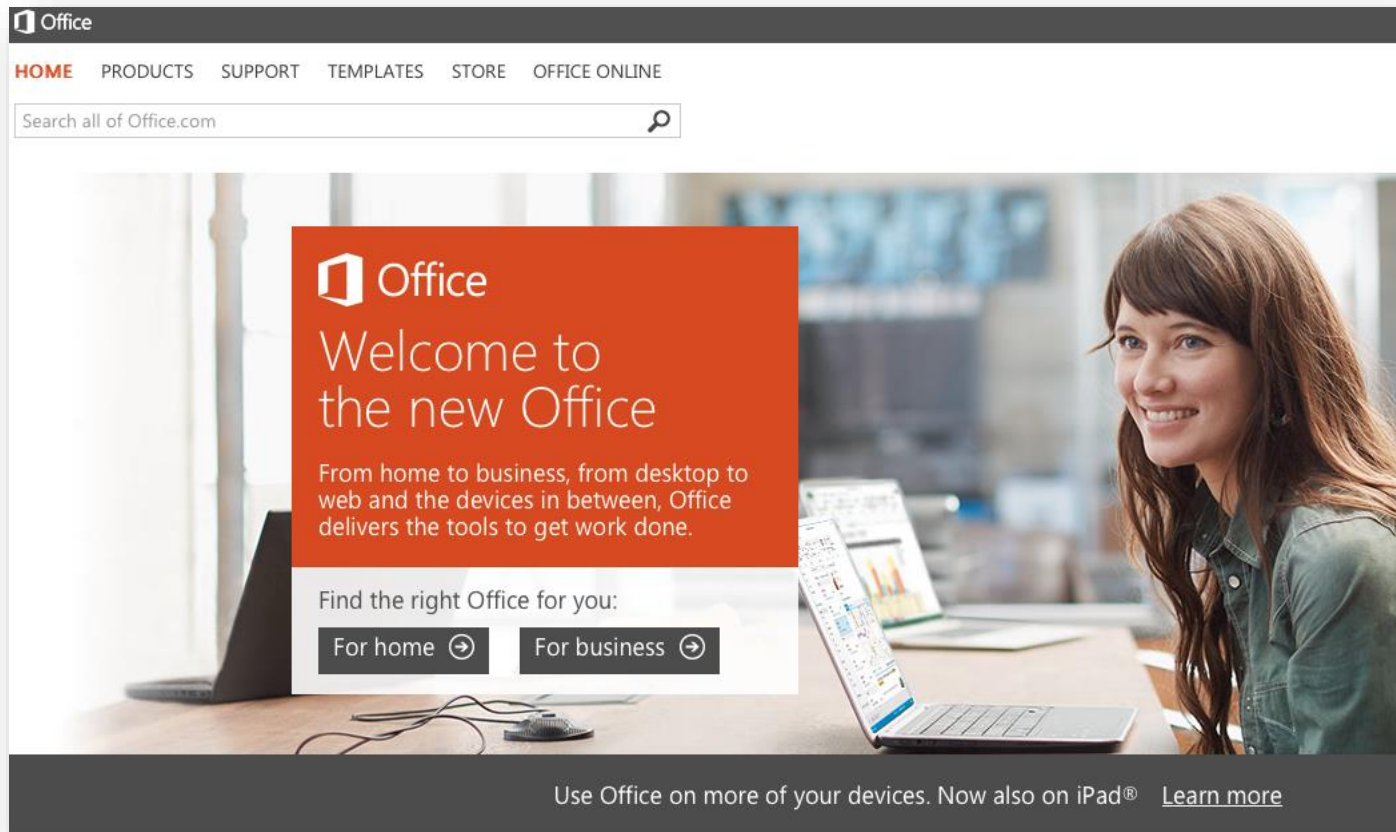 Office
HOME PRODUCTS SUPPORT TEMPLATES STORE OFFICE ONLINE
Search all of Office.com
Office
Welcome to
the new Office
From home to business, from desktop to
web and the devices in between, Office
delivers the tools to get work done.
Find the right Office for you:
For home
For business
Use Office on more of your devices. Now also on iPad® Learn more